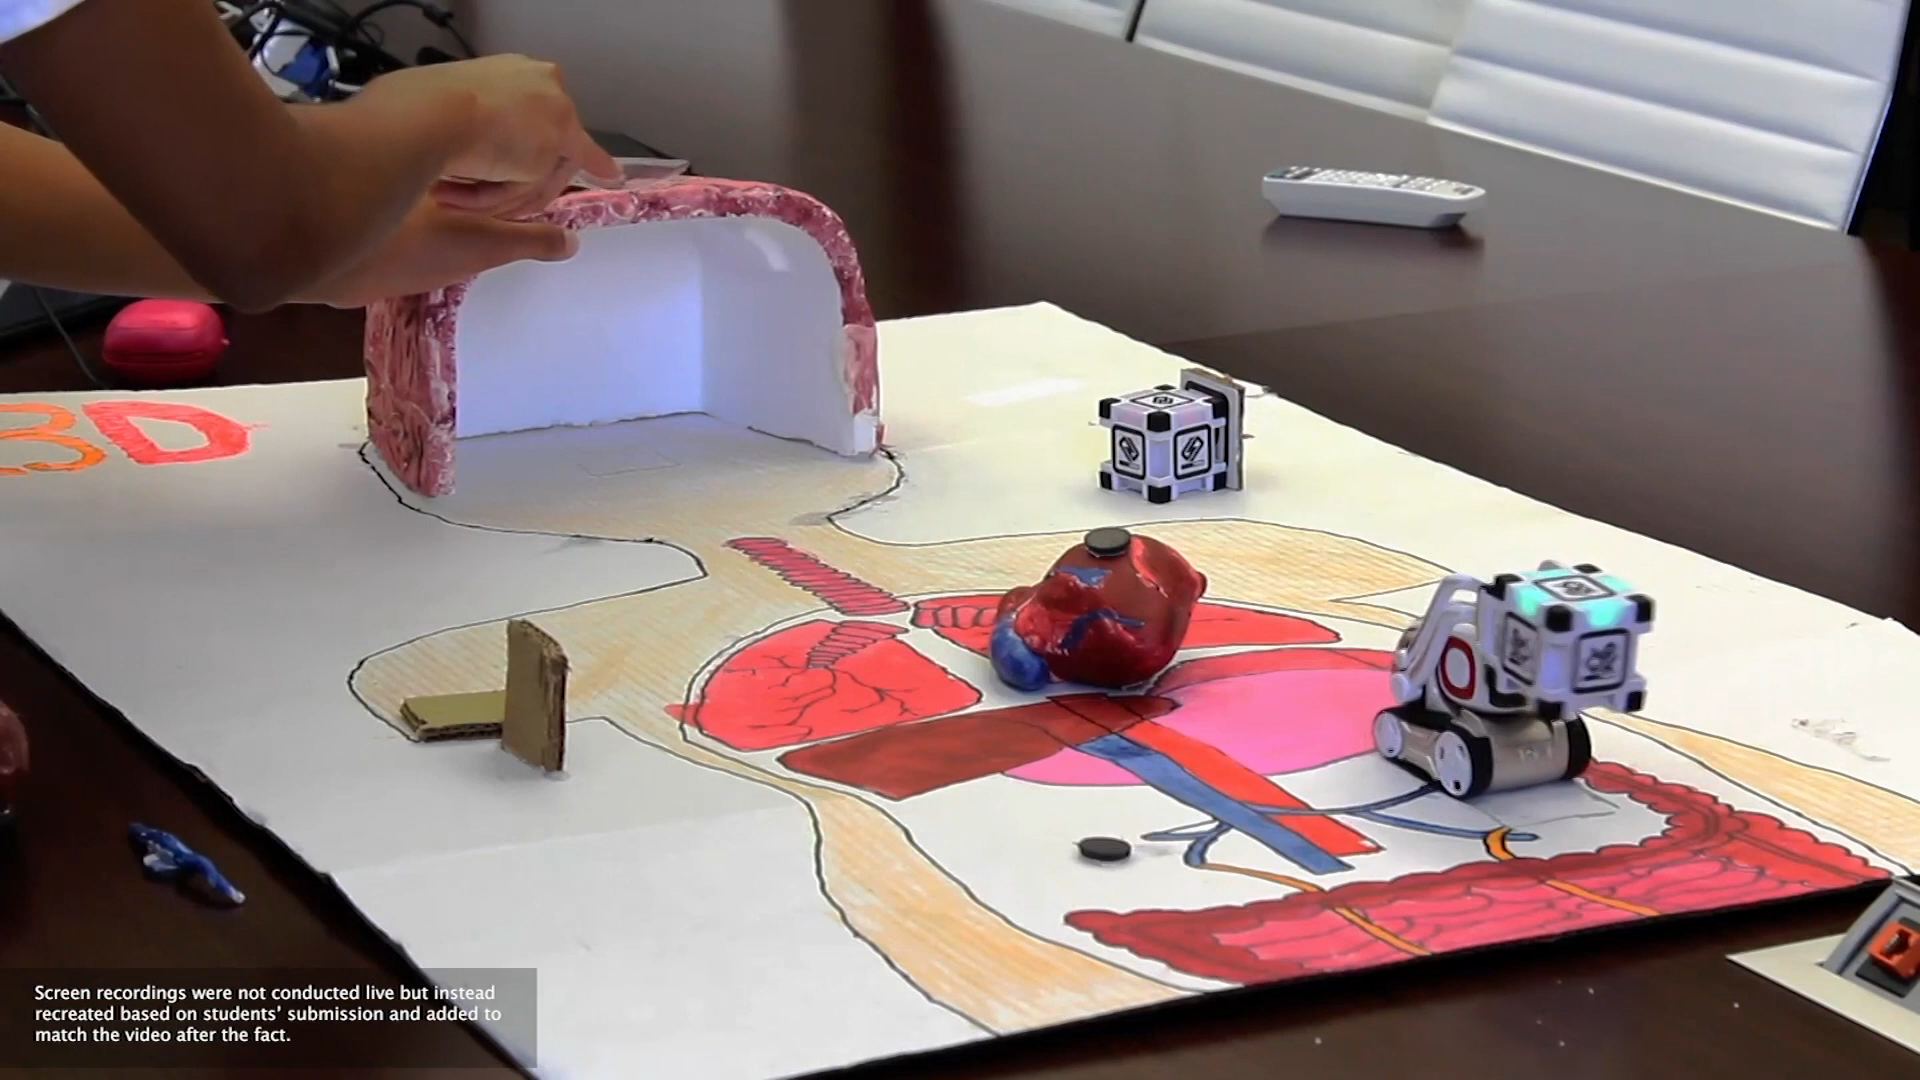 3D
Screen recordings were not conducted live but instead
recreated based on students’ submission and added to
match the video after the fact.